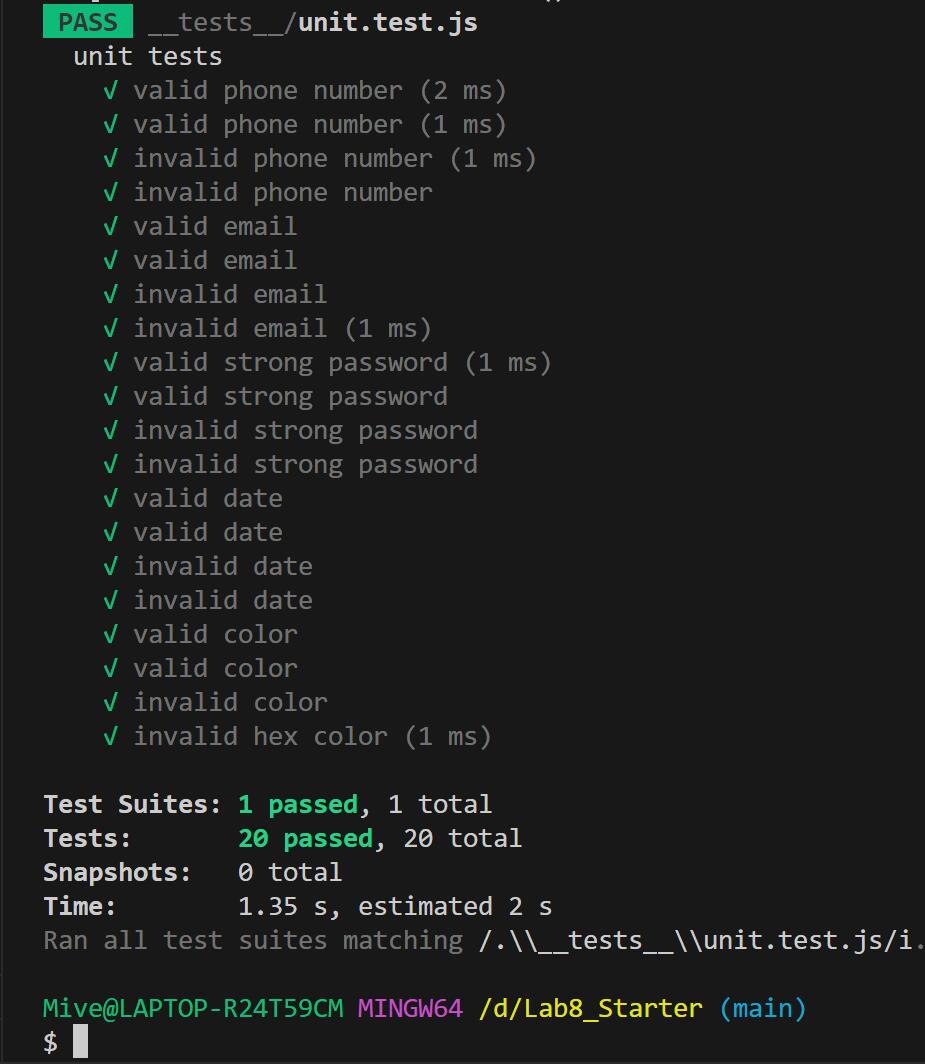 PASS __tests__/unit.test.js
unit tests
√ valid phone number (2 ms)
√ valid phone number (1 ms)
√ invalid phone number (1 ms)
√ invalid phone number
√ valid email
√ valid email
√ invalid email
√ invalid email (1 ms)
√ valid strong password (1 ms)
√ valid strong password
√ invalid strong password
√ invalid strong password
√ valid date
√ valid date
√ invalid date
√ invalid date
√ valid color
√ valid color
√ invalid color
√ invalid hex color (1 ms)
Test Suites: 1 passed, 1 total
Tests: 20 passed, 20 total
Snapshots: 0 total
Time: 1.35 s, estimated 2 s
Ran all test suites matching /.\\__tests__\\unit.test.js/i.
Mive@LAPTOP-R24T59CM MINGW64 /d/Lab8_Starter (main)
$